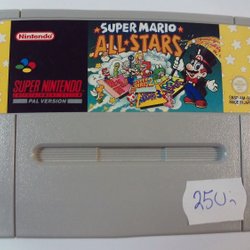 Nintendo
SUPER MARIO
ALL★STARS
SUPER NINTENDO
PAL VERSION
250:-